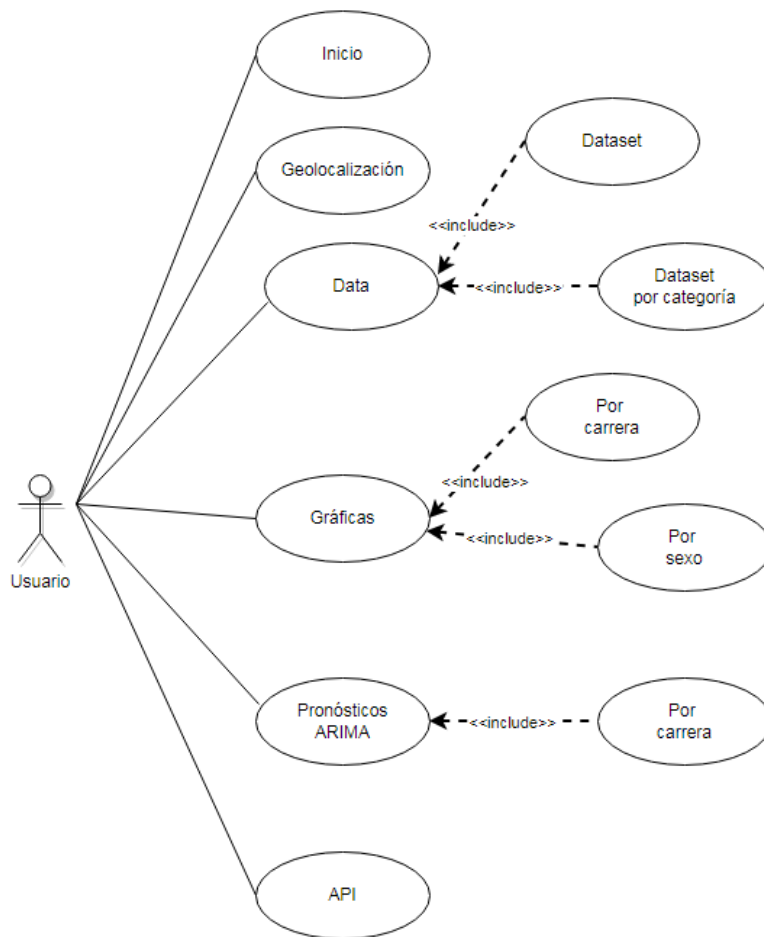 Inicio
Dataset
Geolocalización
<<include>>
Data
<<include>>
Dataset
por categoría
Por
carrera
<<include>>
Gráficas
<<include>>
Por
sexo
Usuario
Pronósticos
ARIMA
<<include>>
Por
carrera
API